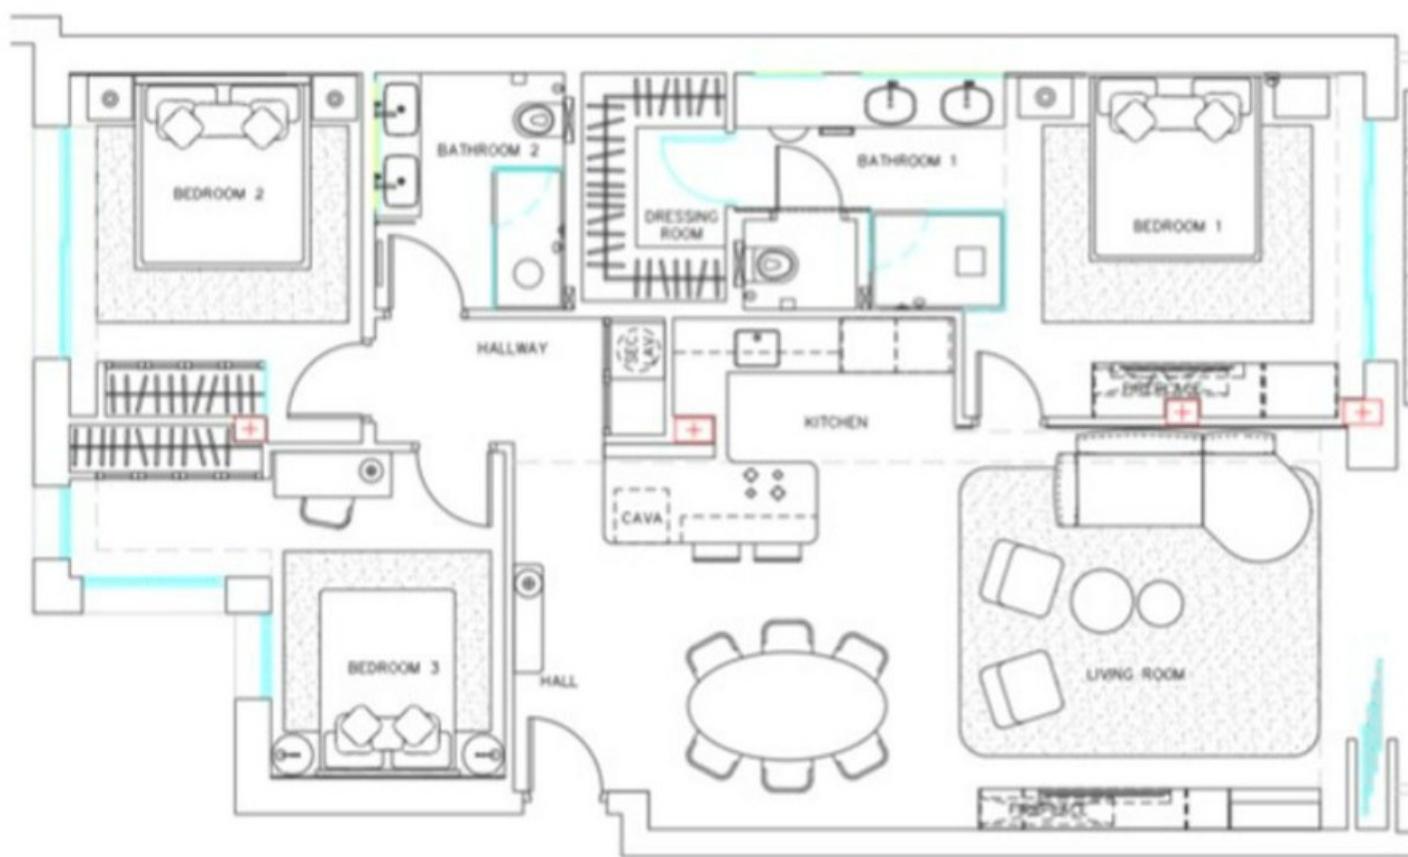 BATHROOM 2
BATHROOM 1
BEDROOM 2
DRESSING
ROOM
BEDROOM 1
HALLWAY
SEC
LAV
FIREPLACE
KITCHEN
CAVA
BEDROOM 3
HALL
LIVING ROOM